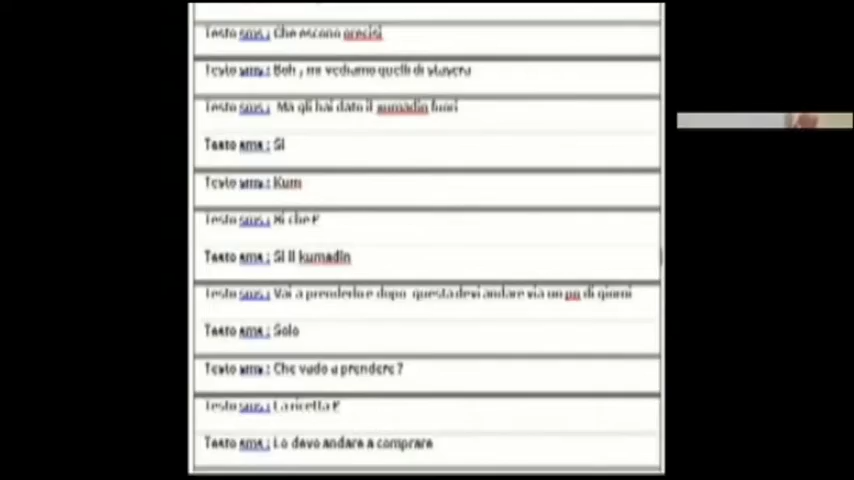 Testo sms : Che escono precisi
Testo sms : Boh , mr vediamo quelli di stasera
Testo sms : Ma gli hai dato il kumadin fuori
Testo sms : Si
Testo sms : Kum
Testo sms : Xi che ?
Testo sms : Si il kumadin
Testo sms : Vai a prenderlo e dopo questa devi andare via un po di giorni
Testo sms : Solo
Testo sms : Che vado a prendere ?
Testo sms : La ricetta ?
Testo sms : Lo devo andare a comprare